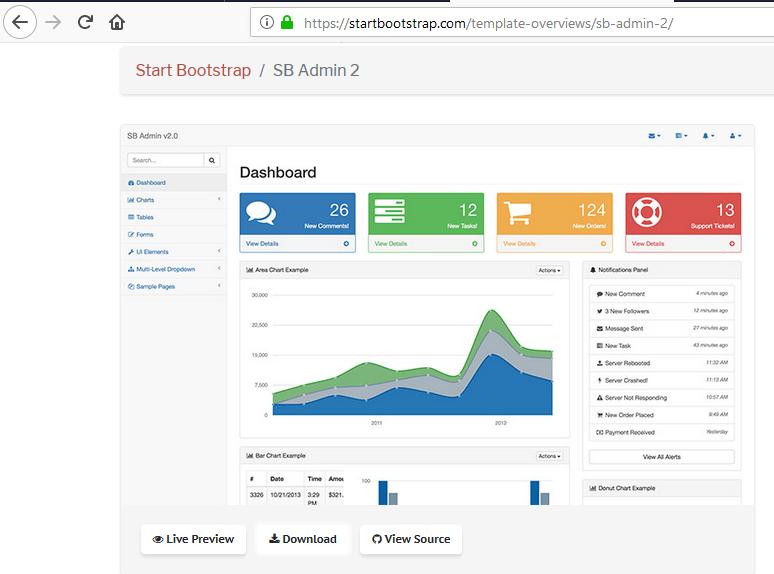 https://startbootstrap.com/template-overviews/sb-admin-2/
Start Bootstrap / SB Admin 2
SB Admin v2.0
Search...
Dashboard
Charts
Tables
Forms
UI Elements
Multi-Level Dropdown
Sample Pages
Dashboard
26
New Comments!
View Details
12
New Tasks!
View Details
124
New Orders!
View Details
13
Support Tickets!
View Details
Area Chart Example
Actions
30,000
22,500
15,000
7,500
0
2011
2012
Notifications Panel
New Comment 4 minutes ago
3 New Followers 12 minutes ago
Message Sent 27 minutes ago
New Task 43 minutes ago
Server Rebooted 11:32 AM
Server Crashed! 11:13 AM
Server Not Responding 10:57 AM
New Order Placed 9:49 AM
Payment Received Yesterday
View All Alerts
Bar Chart Example
Actions
# Date Time Amou
3326 10/21/2013 3:29 $321.
PM
100
Donut Chart Example
Live Preview
Download
View Source